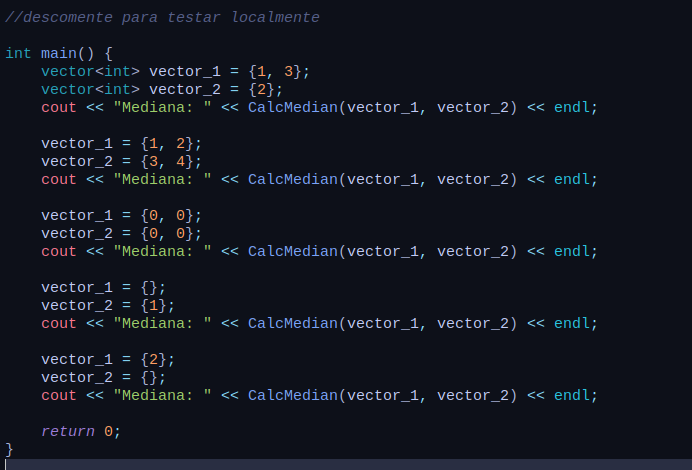 //descomente para testar localmente
int main() {
    vector<int> vector_1 = {1, 3};
    vector<int> vector_2 = {2};
    cout << "Mediana: " << CalcMedian(vector_1, vector_2) << endl;
    vector_1 = {1, 2};
    vector_2 = {3, 4};
    cout << "Mediana: " << CalcMedian(vector_1, vector_2) << endl;
    vector_1 = {0, 0};
    vector_2 = {0, 0};
    cout << "Mediana: " << CalcMedian(vector_1, vector_2) << endl;
    vector_1 = {};
    vector_2 = {1};
    cout << "Mediana: " << CalcMedian(vector_1, vector_2) << endl;
    vector_1 = {2};
    vector_2 = {};
    cout << "Mediana: " << CalcMedian(vector_1, vector_2) << endl;
    return 0;
}